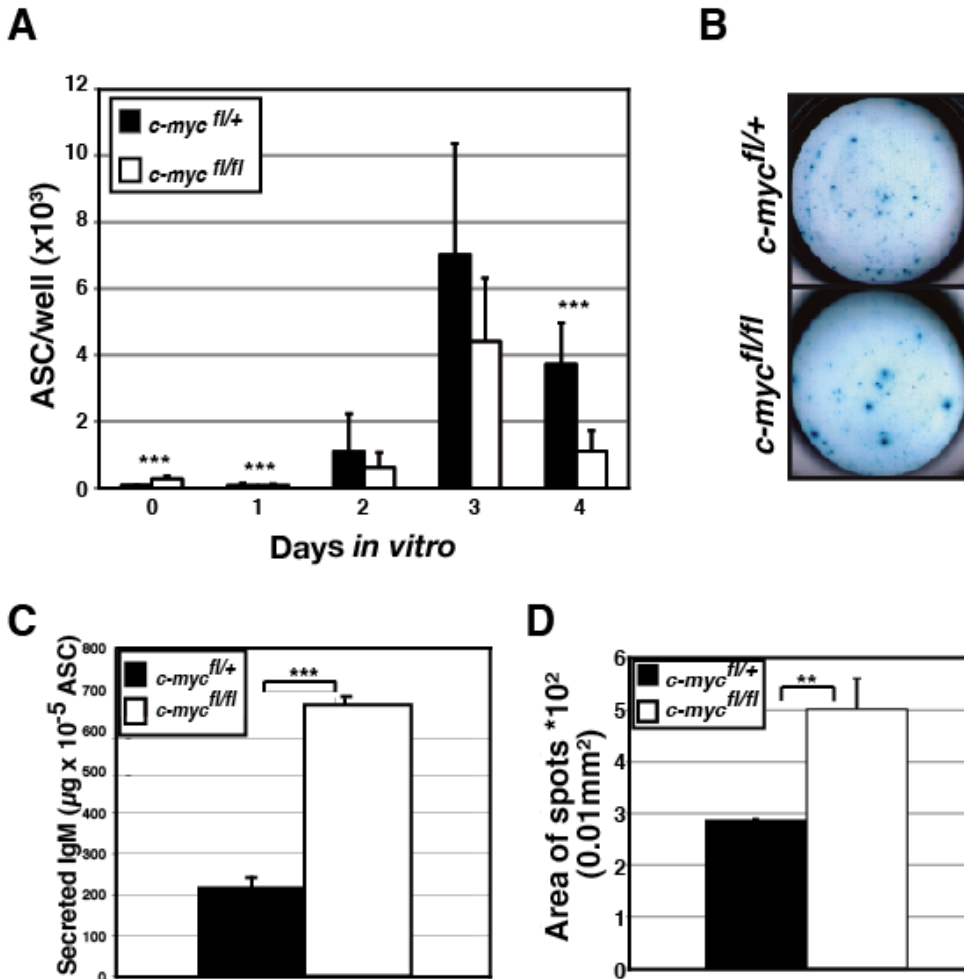 A
ASC/well (x10³)
12
10
8
6
4
2
0
c-myc fl/+
c-myc fl/fl
***
***
***
0 1 2 3 4
Days in vitro
B
c-myc fl/+
c-myc fl/fl
C
Secreted IgM (µg x 10⁻⁵ ASC)
800
700
600
500
400
300
200
100
0
c-myc fl/+
c-myc fl/fl
***
D
Area of spots *10²
(0.01mm²)
6
5
4
3
2
1
0
c-myc fl/+
c-myc fl/fl
**